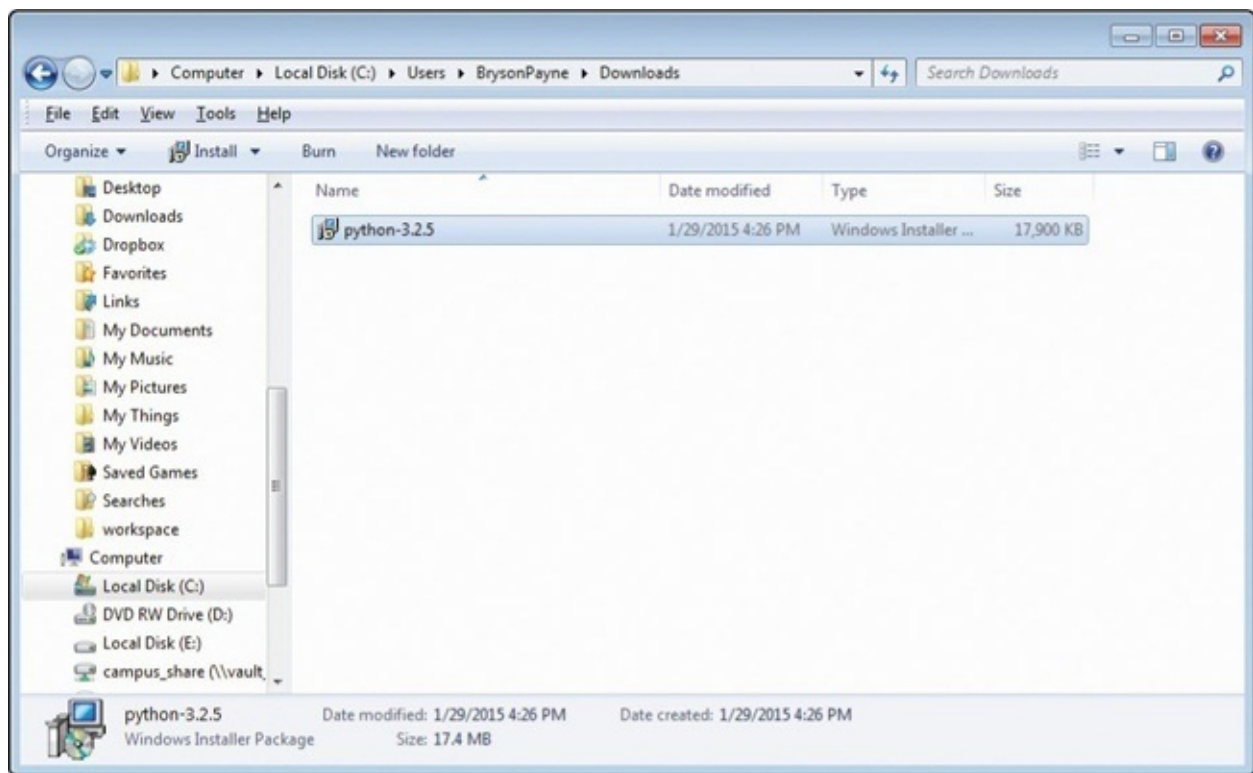 Computer ▸ Local Disk (C:) ▸ Users ▸ BrysonPayne ▸ Downloads Search Downloads
File Edit View Tools Help
Organize Install Burn New folder
Desktop
Downloads
Dropbox
Favorites
Links
My Documents
My Music
My Pictures
My Things
My Videos
Saved Games
Searches
workspace
Computer
Local Disk (C:)
DVD RW Drive (D:)
Local Disk (E:)
campus_share (\\vault_
Name Date modified Type Size
python-3.2.5 1/29/2015 4:26 PM Windows Installer ... 17,900 KB
python-3.2.5 Date modified: 1/29/2015 4:26 PM Date created: 1/29/2015 4:26 PM
Windows Installer Package Size: 17.4 MB